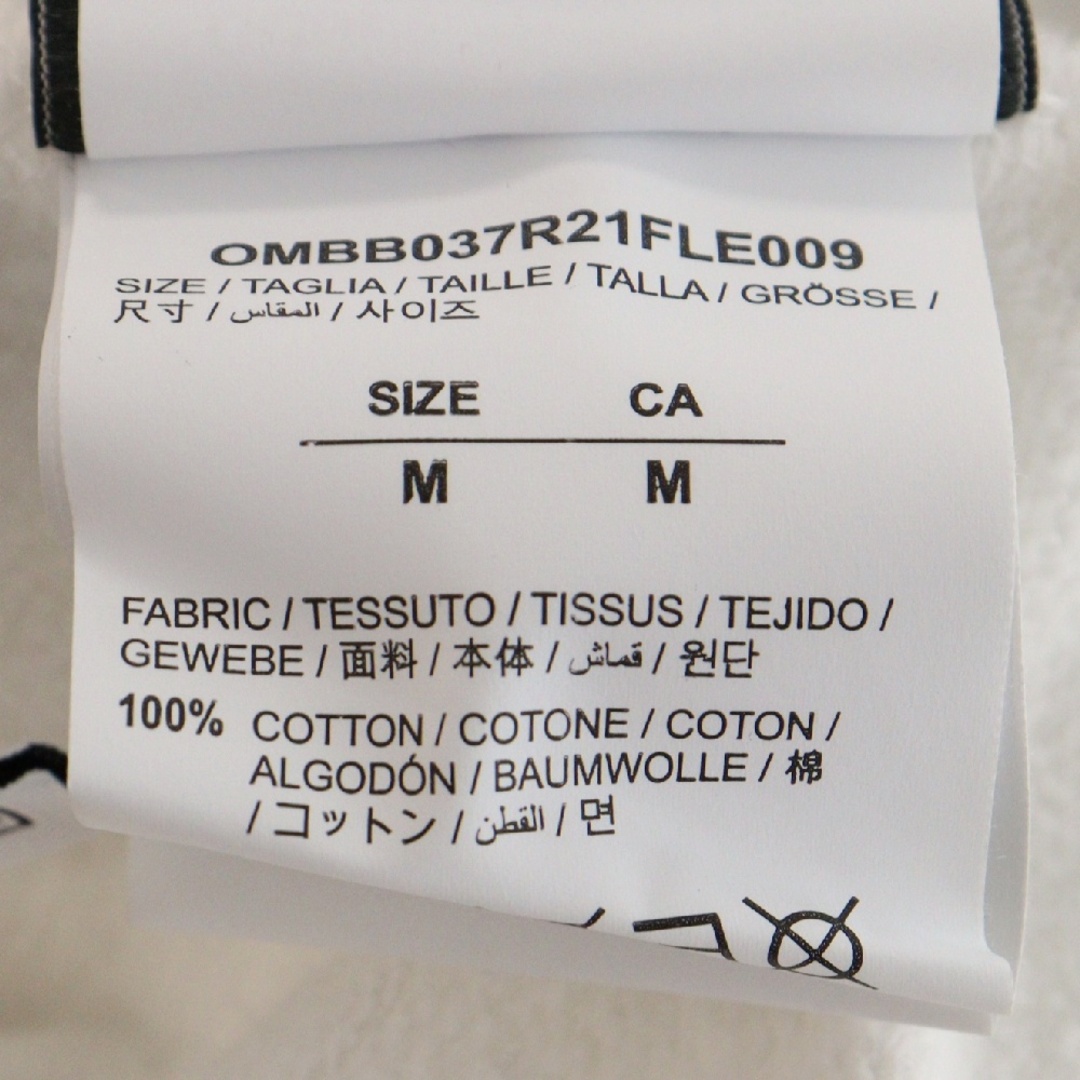 OMBB037R21FLE009
SIZE / TAGLIA / TAILLE / TALLA / GRÖSSE /
尺寸 / المقاس / 사이즈
SIZE CA
M M
FABRIC / TESSUTO / TISSUS / TEJIDO /
GEWEBE / 面料 / 本体 / قماش / 원단
100% COTTON / COTONE / COTON /
ALGODÓN / BAUMWOLLE / 棉
/ コットン / القطن / 면